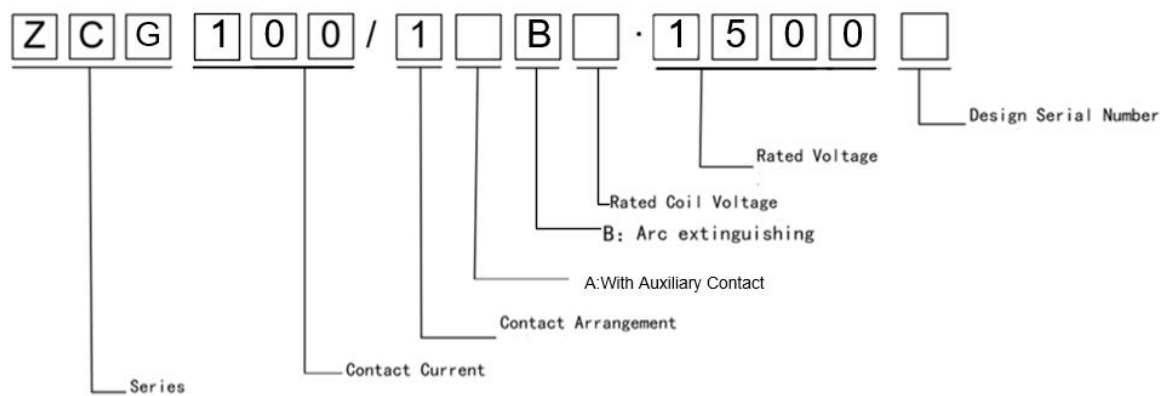 Z C G 1 0 0 / 1 B · 1 5 0 0
Design Serial Number
Rated Voltage
Rated Coil Voltage
B: Arc extinguishing
A:With Auxiliary Contact
Contact Arrangement
Contact Current
Series